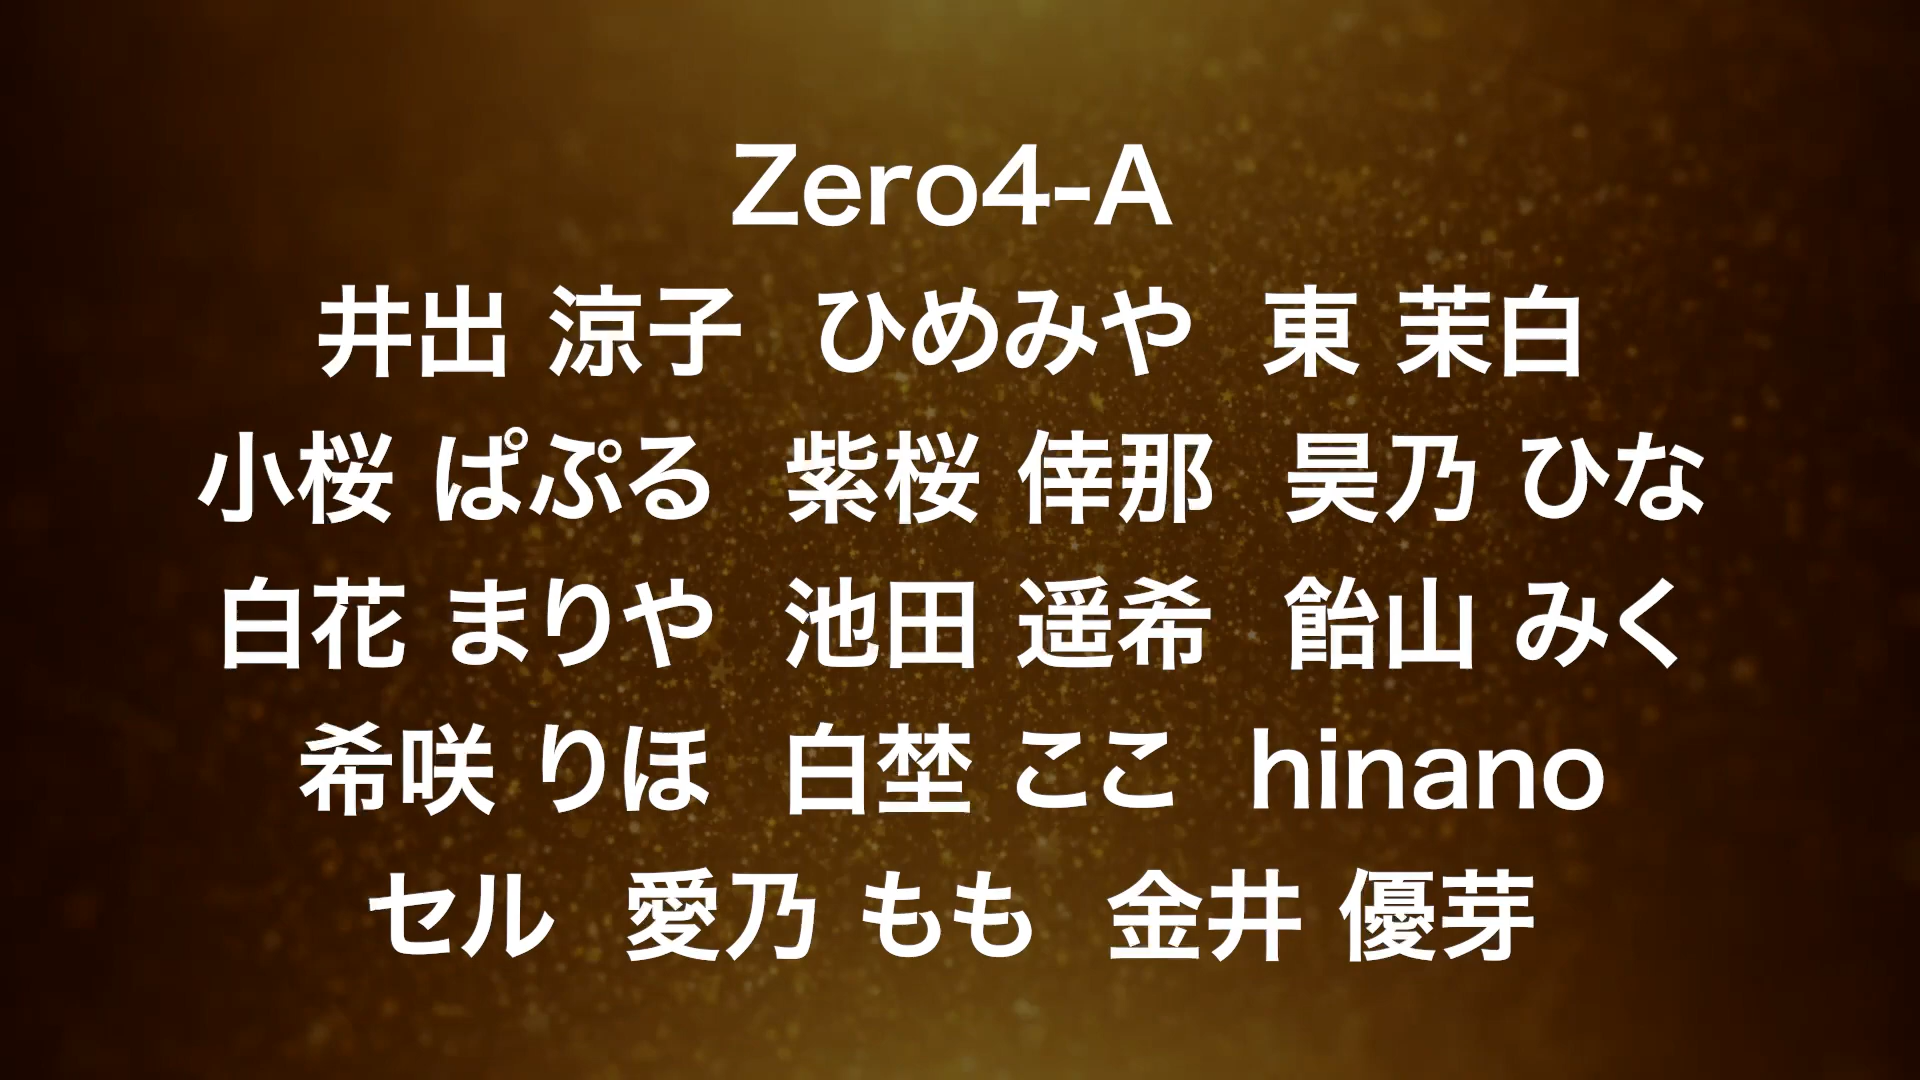 Zero4-A
井出 涼子 ひめみや 東 茉白
小桜 ぱぷる 紫桜 倖那 昊乃 ひな
白花 まりや 池田 遥希 飴山 みく
希咲 りほ 白埜 ここ hinano
セル 愛乃 もも 金井 優芽